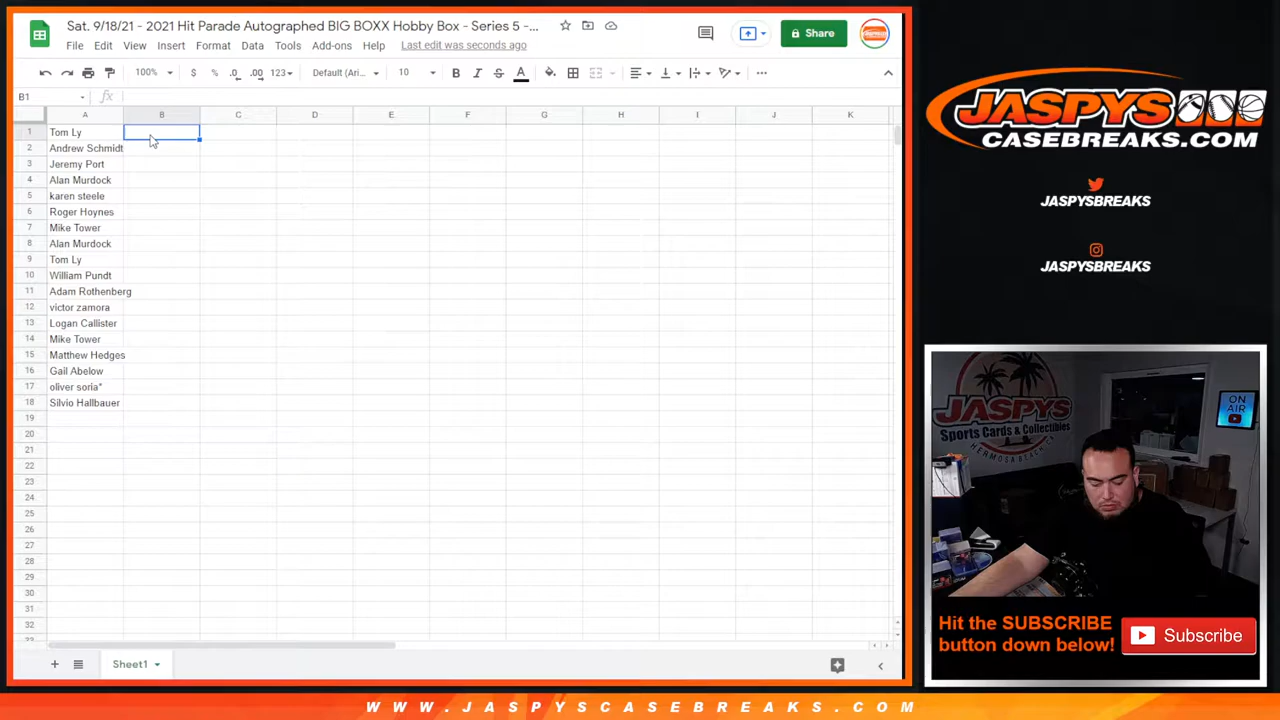 Sat. 9/18/21 - 2021 Hit Parade Autographed BIG BOXX Hobby Box - Series 5 -...
File Edit View Insert Format Data Tools Add-ons Help Last edit was seconds ago
Share
100% $ % .0 .00 123 Default (Ari... 10 B I S A
B1 fx
A B C D E F G H I J K
1 Tom Ly
2 Andrew Schmidt
3 Jeremy Port
4 Alan Murdock
5 karen steele
6 Roger Hoynes
7 Mike Tower
8 Alan Murdock
9 Tom Ly
10 William Pundt
11 Adam Rothenberg
12 victor zamora
13 Logan Callister
14 Mike Tower
15 Matthew Hedges
16 Gail Abelow
17 oliver soria*
18 Silvio Hallbauer
19
20
21
22
23
24
25
26
27
28
29
30
31
32
33
Sheet1
JASPYS
CASEBREAKS.COM
JASPYSBREAKS
JASPYSBREAKS
JASPYS
Sports Cards & Collectibles
HERMOSA BEACH, CA
ON AIR
Hit the SUBSCRIBE
button down below!
Subscribe
WWW.JASPYSCASEBREAKS.COM